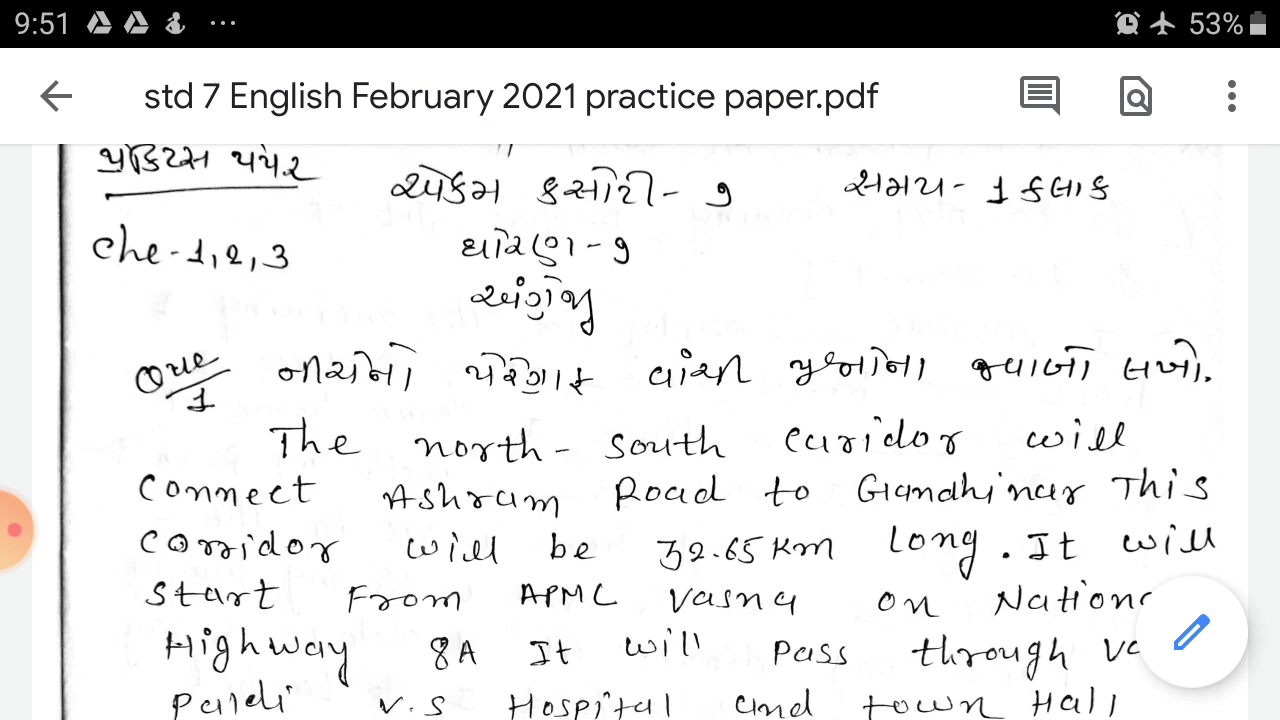 9:51 ... 53%
std 7 English February 2021 practice paper.pdf
પ્રેક્ટિસ પેપર
એકમ કસોટી - ૭ સમય - 1 કલાક
Che - 1, 2, 3 ધોરણ - ૭
અંગ્રેજી
Que 1 નીચેનો પેરેગ્રાફ વાંચી પ્રશ્નોના જવાબો લખો.
The north - South Caridor will
Connect Ashram Road to Gandhinar This
Corridor will be 32.65 Km Long. It will
Start From APMC Vasna on Nation
Highway 8A It will Pass through Va
Paldi V.S Hospital and town Hall